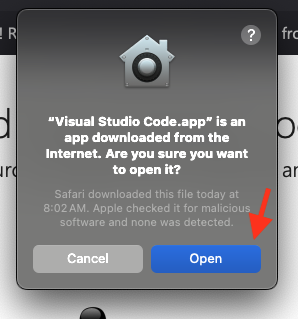 ! R
?
fro
“Visual Studio Code.app” is an
app downloaded from the
Internet. Are you sure you want
to open it?
Safari downloaded this file today at
8:02 AM. Apple checked it for malicious
software and none was detected.
Cancel
Open